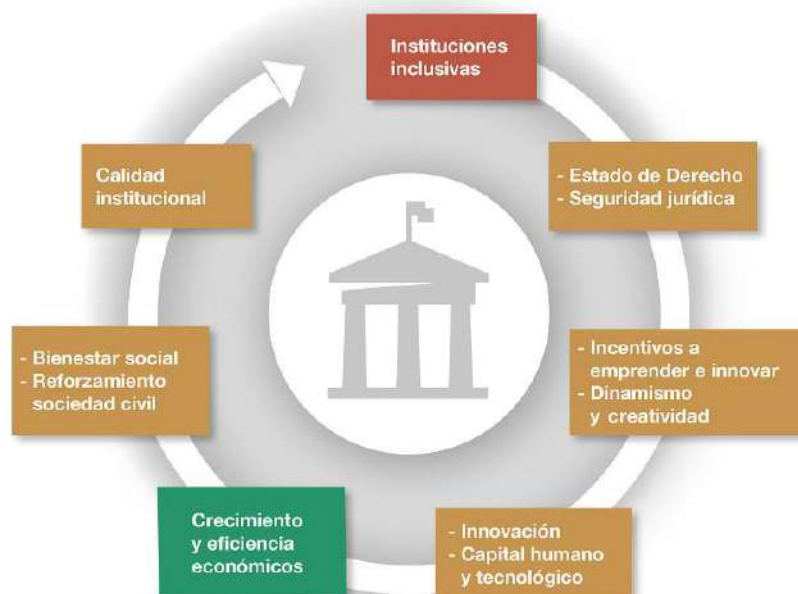 Instituciones
inclusivas
- Estado de Derecho
- Seguridad jurídica
- Incentivos a
emprender e innovar
- Dinamismo
y creatividad
- Innovación
- Capital humano
y tecnológico
Crecimiento
y eficiencia
económicos
- Bienestar social
- Reforzamiento
sociedad civil
Calidad
institucional